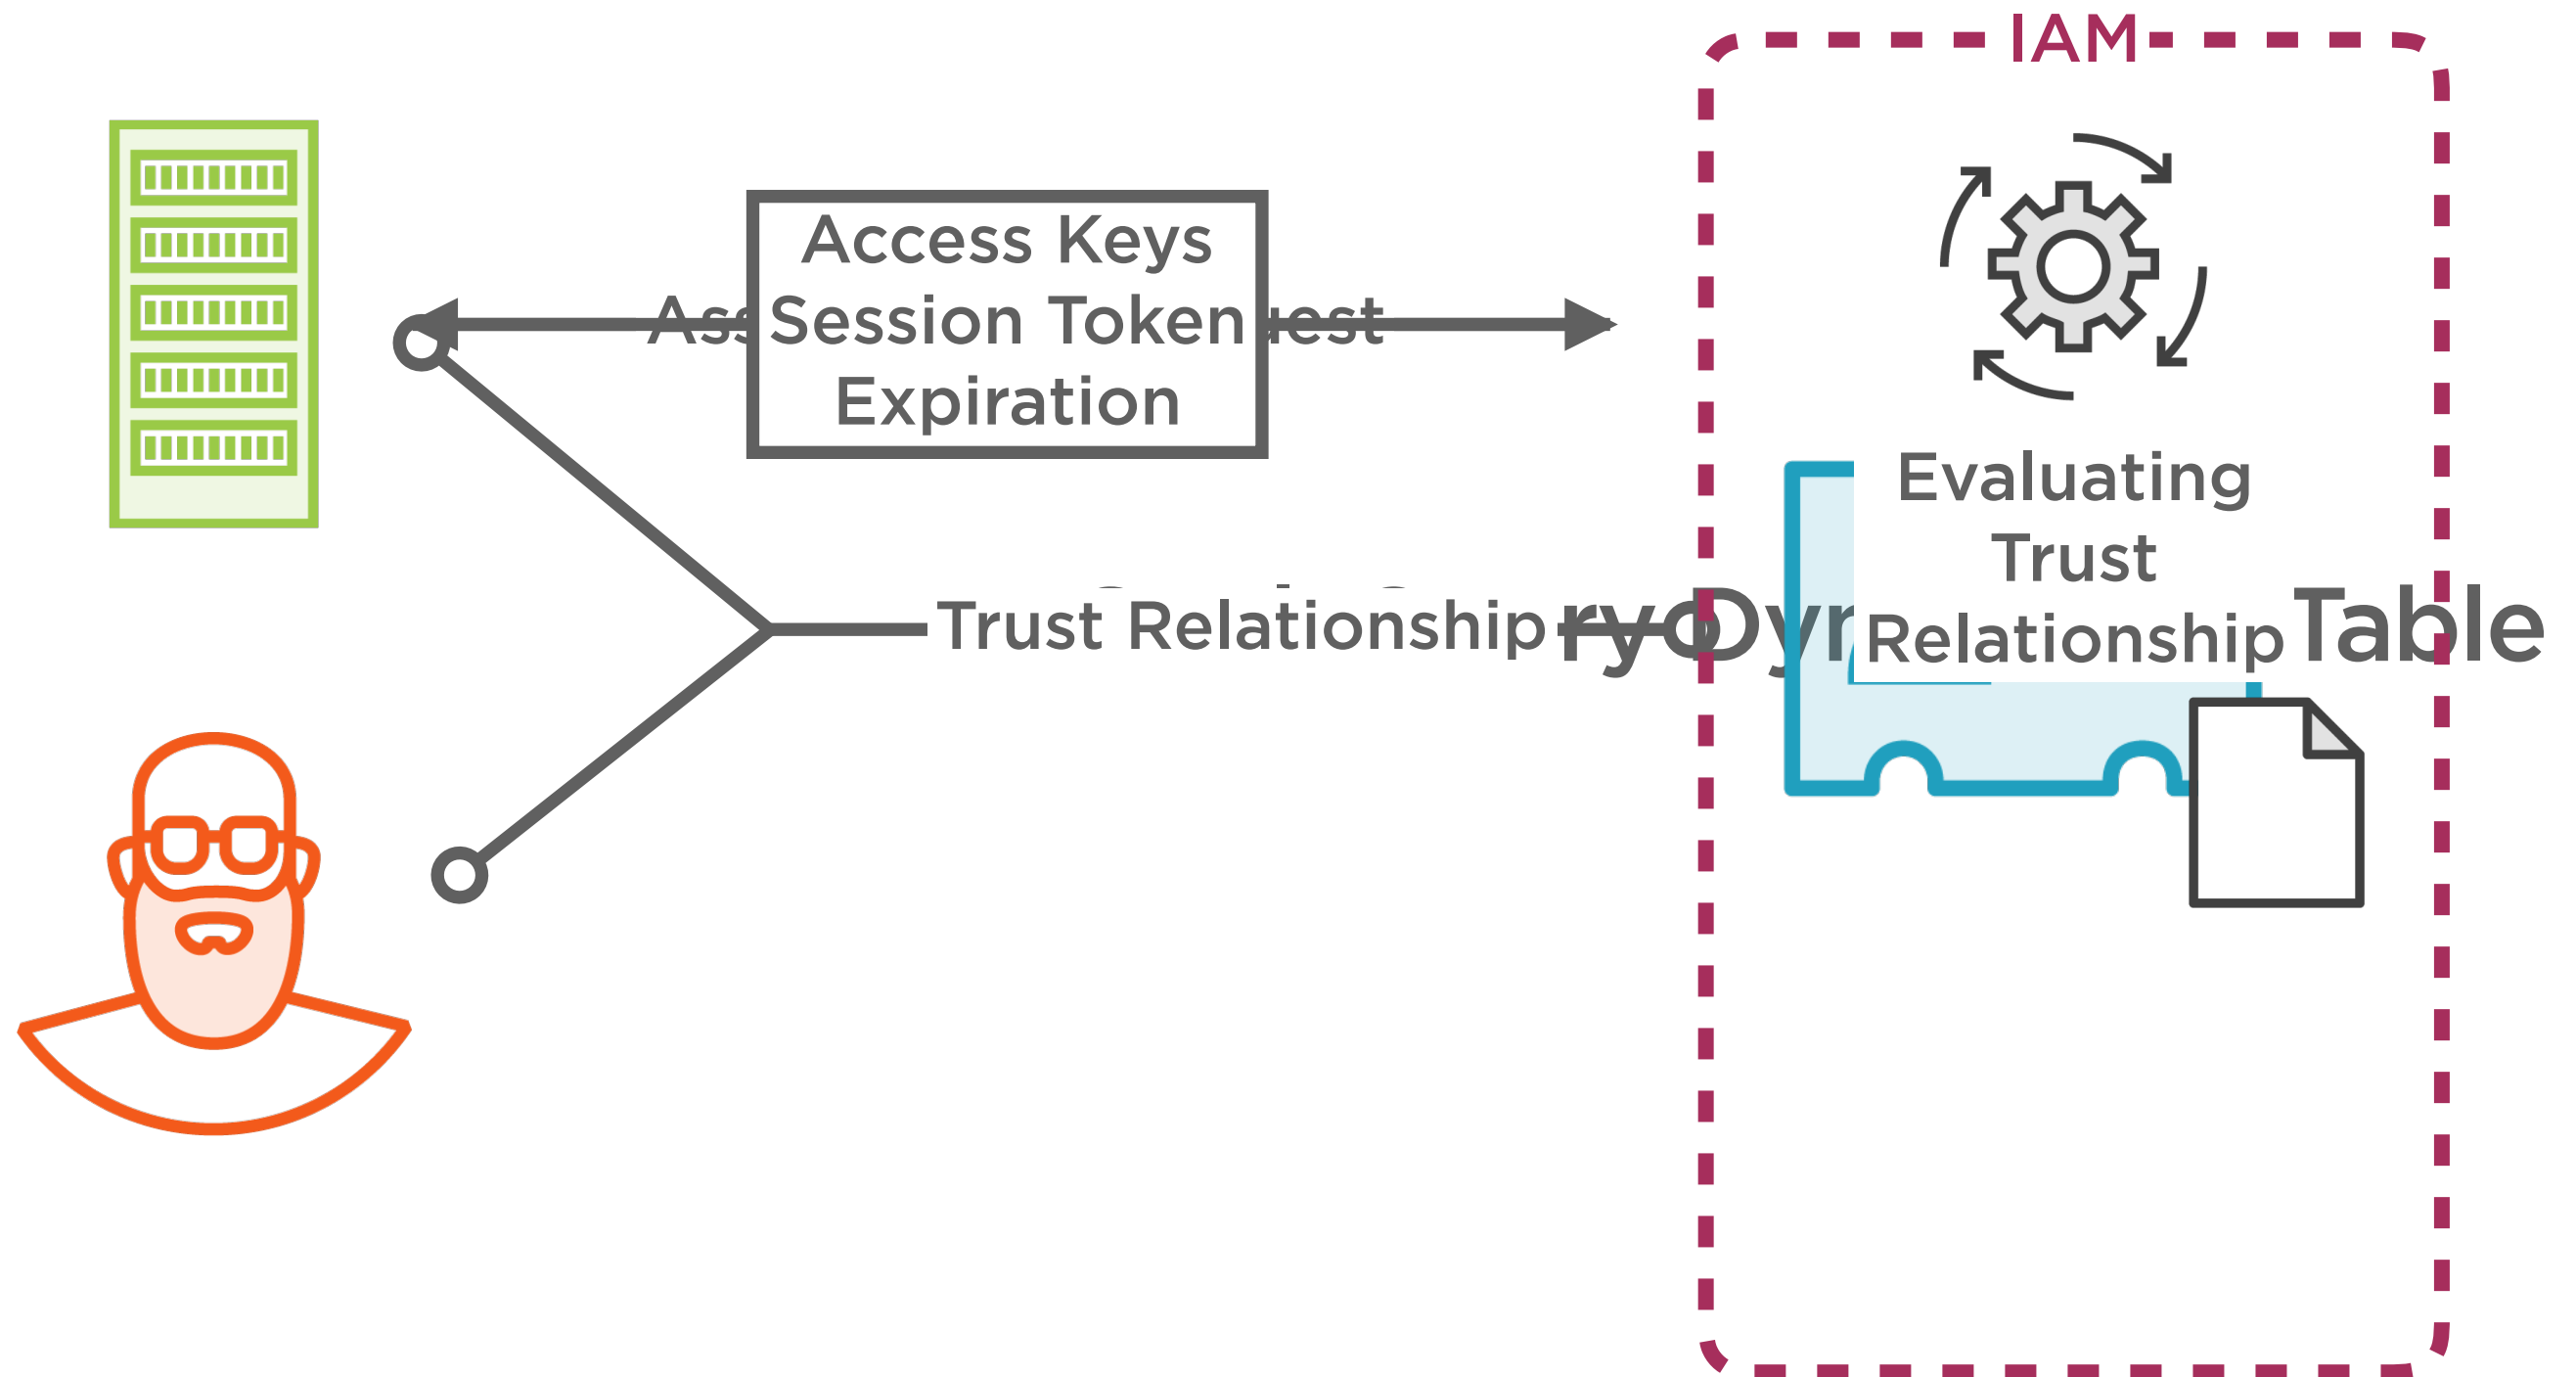 IAM
Access Keys
Session Token
Expiration
Evaluating
Trust
Relationship
Trust Relationship
Table